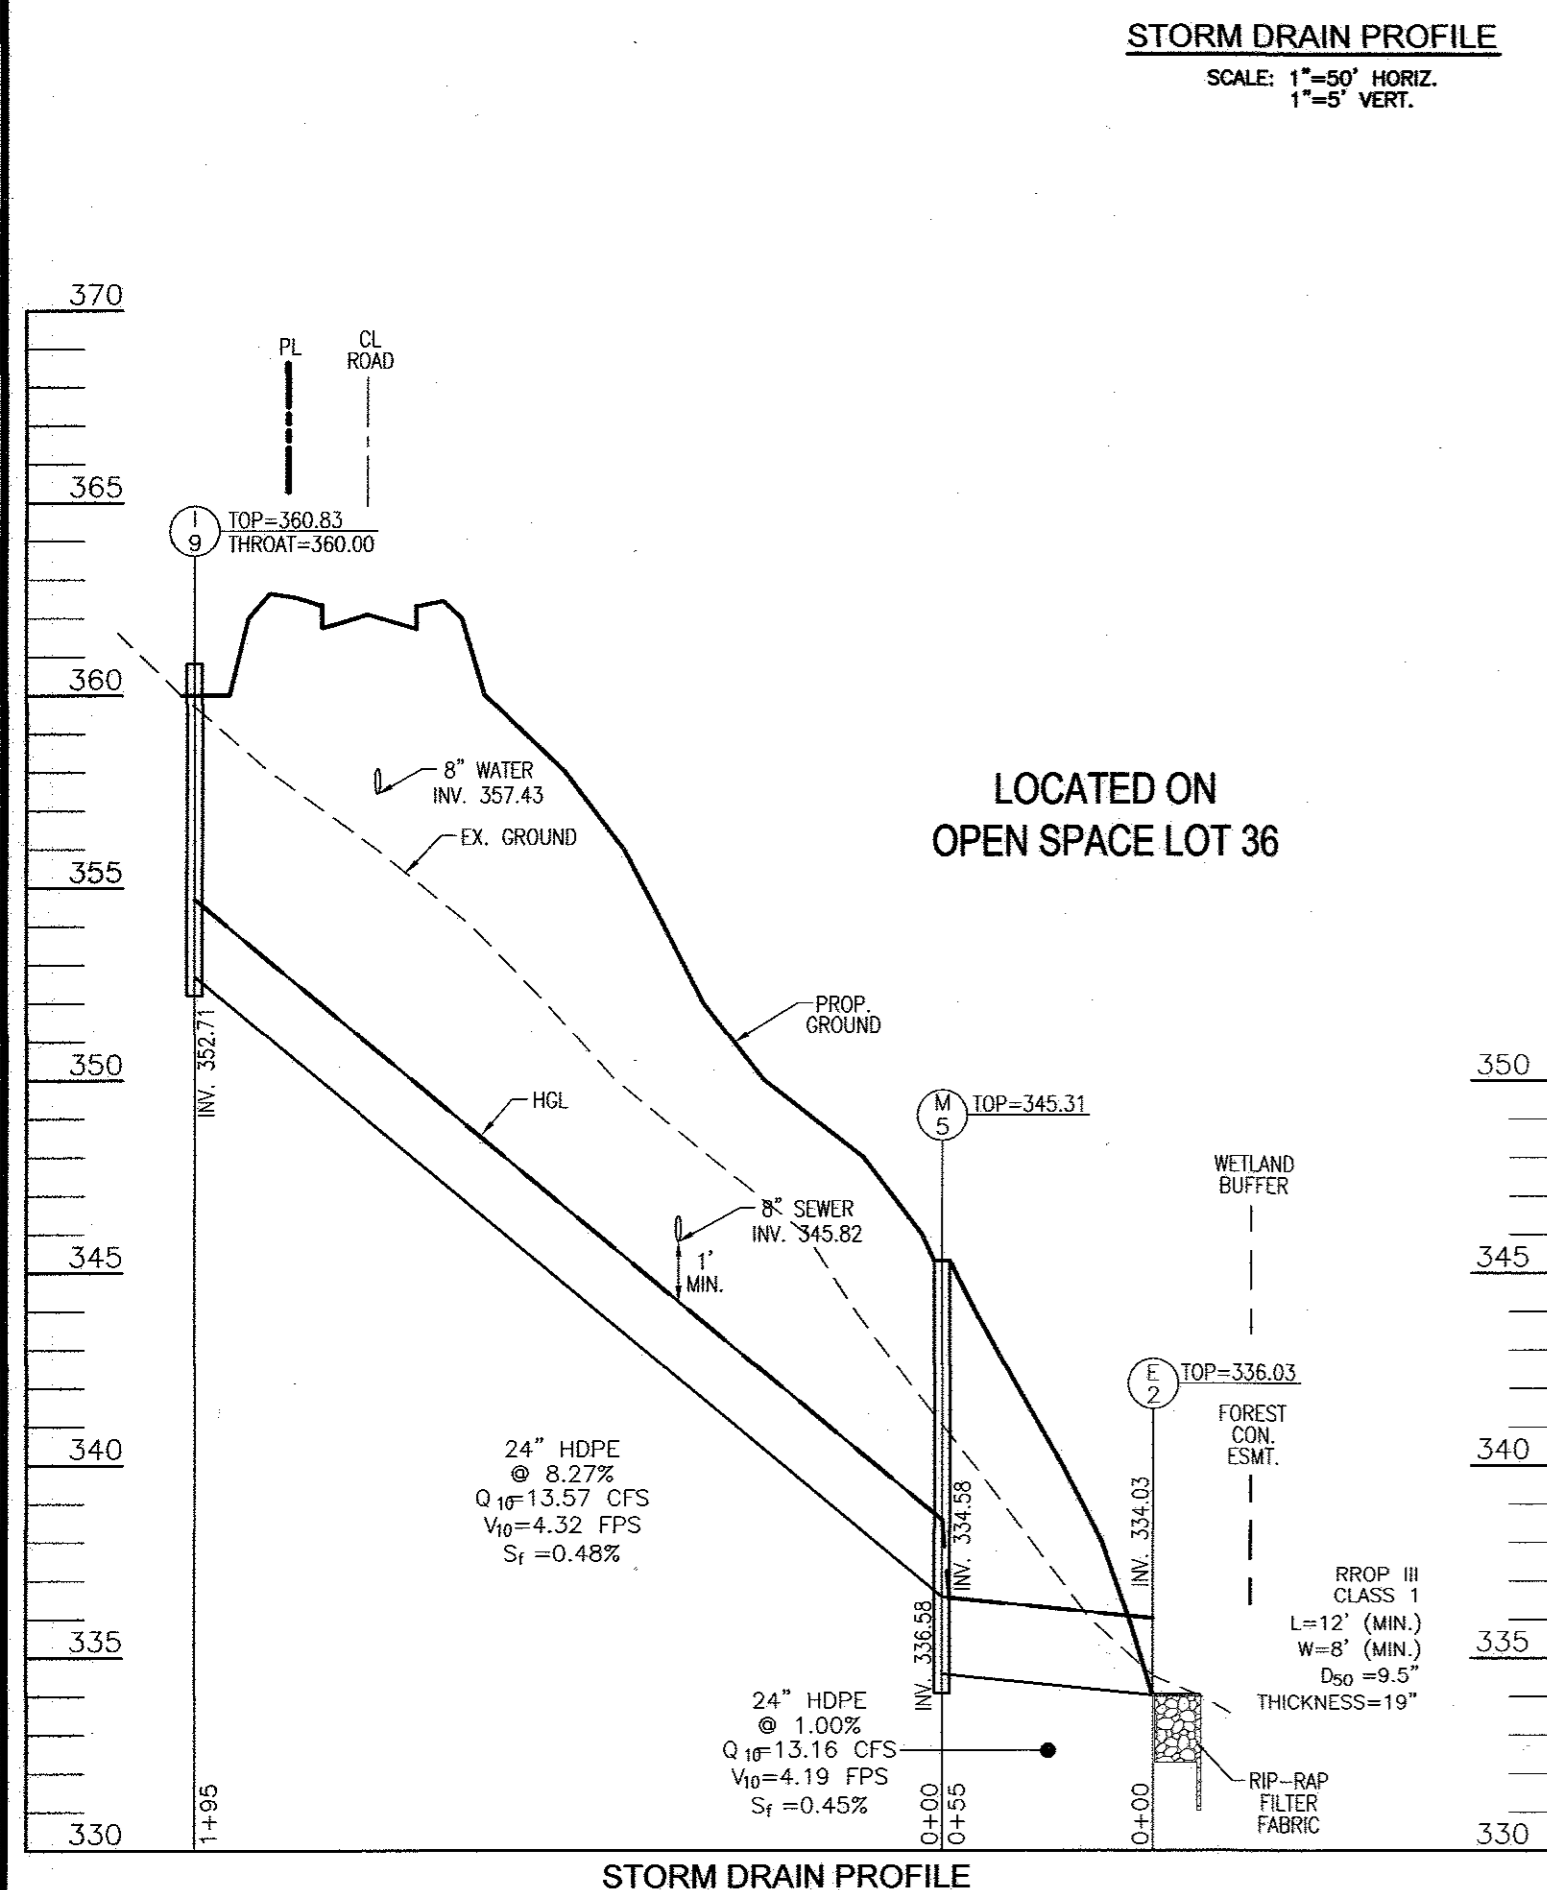 STORM DRAIN PROFILE
SCALE: 1"=50' HORIZ.
1"=5' VERT.
370
365
360
355
350
345
340
335
330
PL
CL
ROAD
I
9
TOP=360.83
THROAT=360.00
8" WATER
INV. 357.43
EX. GROUND
LOCATED ON
OPEN SPACE LOT 36
PROP.
GROUND
INV. 352.71
HGL
M
5
TOP=345.31
350
345
340
335
330
WETLAND
BUFFER
8" SEWER
INV. 345.82
1'
MIN.
E
2
TOP=336.03
FOREST
CON.
ESMT.
24" HDPE
@ 8.27%
Q10=13.57 CFS
V10=4.32 FPS
Sf =0.48%
INV. 334.58
INV. 334.03
INV. 336.58
RROP III
CLASS 1
L=12' (MIN.)
W=8' (MIN.)
D50 =9.5"
THICKNESS=19"
24" HDPE
@ 1.00%
Q10=13.16 CFS
V10=4.19 FPS
Sf =0.45%
RIP-RAP
FILTER
FABRIC
1+95
0+00
0+55
0+00
STORM DRAIN PROFILE